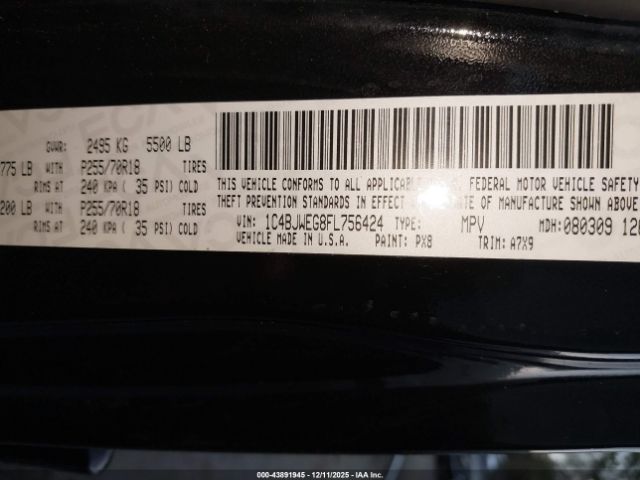 GVWR: 2495 KG 5500 LB
775 LB WITH P255/70R18 TIRES
RIMS AT 240 KPA ( 35 PSI) COLD
200 LB WITH P255/70R18 TIRES
RIMS AT 240 KPA ( 35 PSI) COLD
THIS VEHICLE CONFORMS TO ALL APPLICABLE FEDERAL MOTOR VEHICLE SAFETY
THEFT PREVENTION STANDARDS IN EFFECT DATE OF MANUFACTURE SHOWN ABOVE
VIN: 1C4BJWEG8FL756424 TYPE: MPV MDH: 080309 120
VEHICLE MADE IN U.S.A. PAINT: PX8 TRIM: A7X9
000-43891945 - 12/11/2025 - IAA Inc.